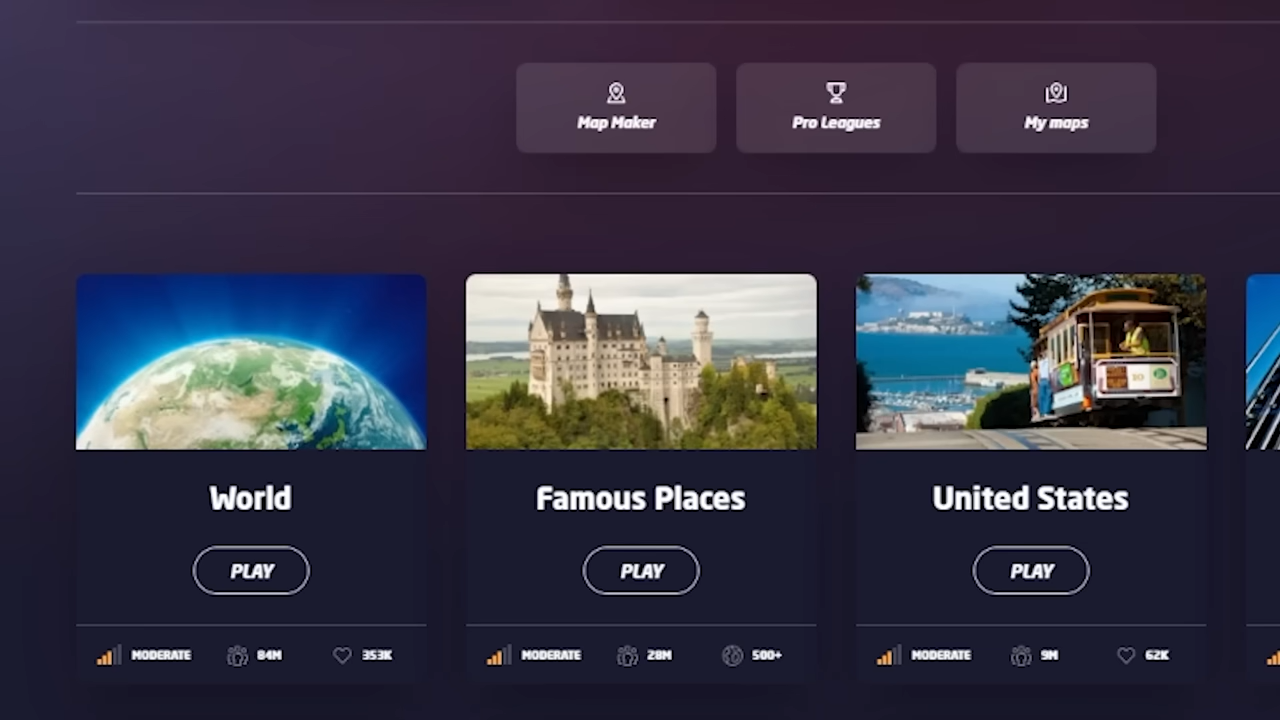 Map Maker
Pro Leagues
My maps
World
Famous Places
United States
PLAY
PLAY
PLAY
MODERATE 84M 353K
MODERATE 28M 500+
MODERATE 9M 62K